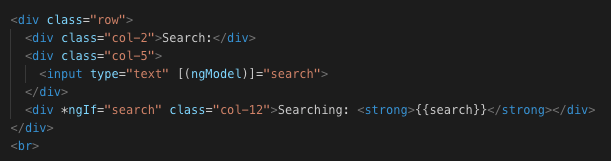 <div class="row">
<div class="col-2">Search:</div>
<div class="col-5">
<input type="text" [(ngModel)]="search">
</div>
<div *ngIf="search" class="col-12">Searching: <strong>{{search}}</strong></div>
</div>
<br>